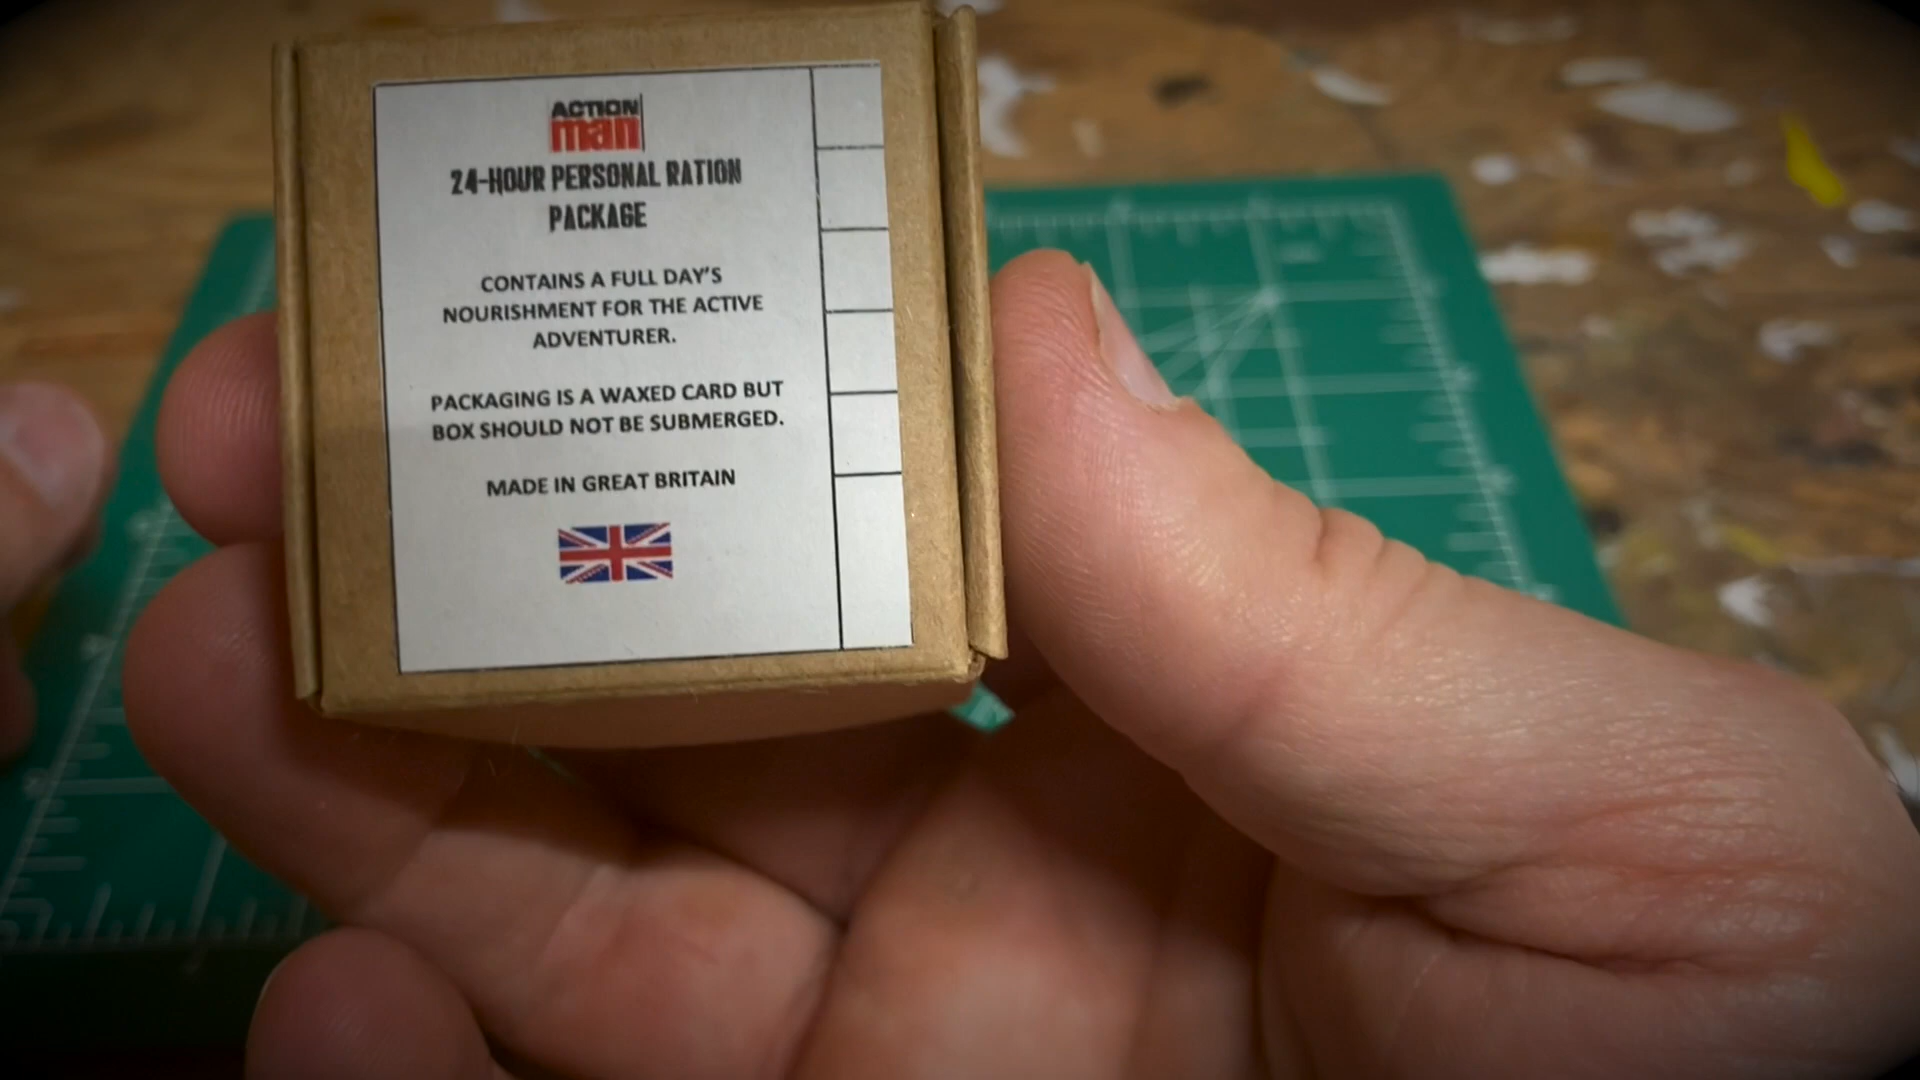 ACTION
man
24-HOUR PERSONAL RATION
PACKAGE
CONTAINS A FULL DAY'S
NOURISHMENT FOR THE ACTIVE
ADVENTURER.
PACKAGING IS A WAXED CARD BUT
BOX SHOULD NOT BE SUBMERGED.
MADE IN GREAT BRITAIN